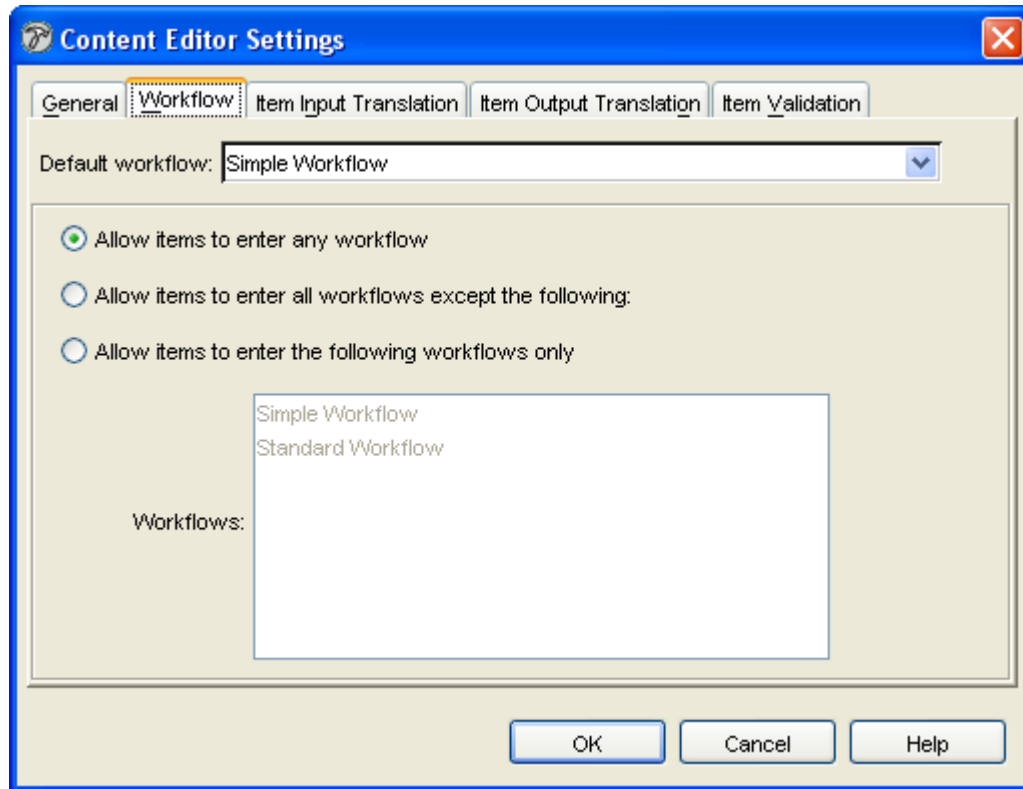 Content Editor Settings
General Workflow Item Input Translation Item Output Translation Item Validation
Default workflow: Simple Workflow
Allow items to enter any workflow
Allow items to enter all workflows except the following:
Allow items to enter the following workflows only
Simple Workflow
Standard Workflow
Workflows:
OK Cancel Help